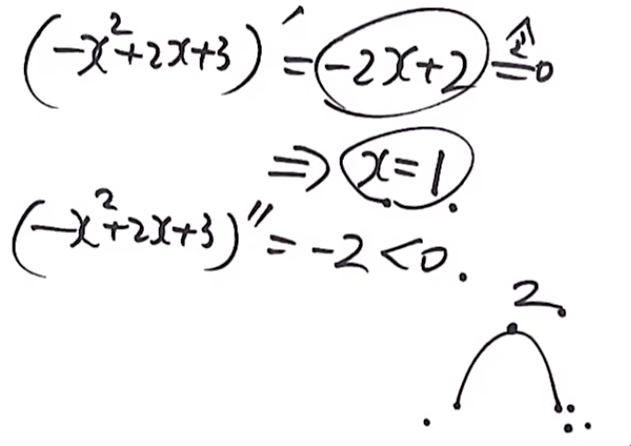 (-x²+2x+3)′ = -2x+2 ≙ 0
⇒ x=1
(-x²+2x+3)″ = -2<0.
2